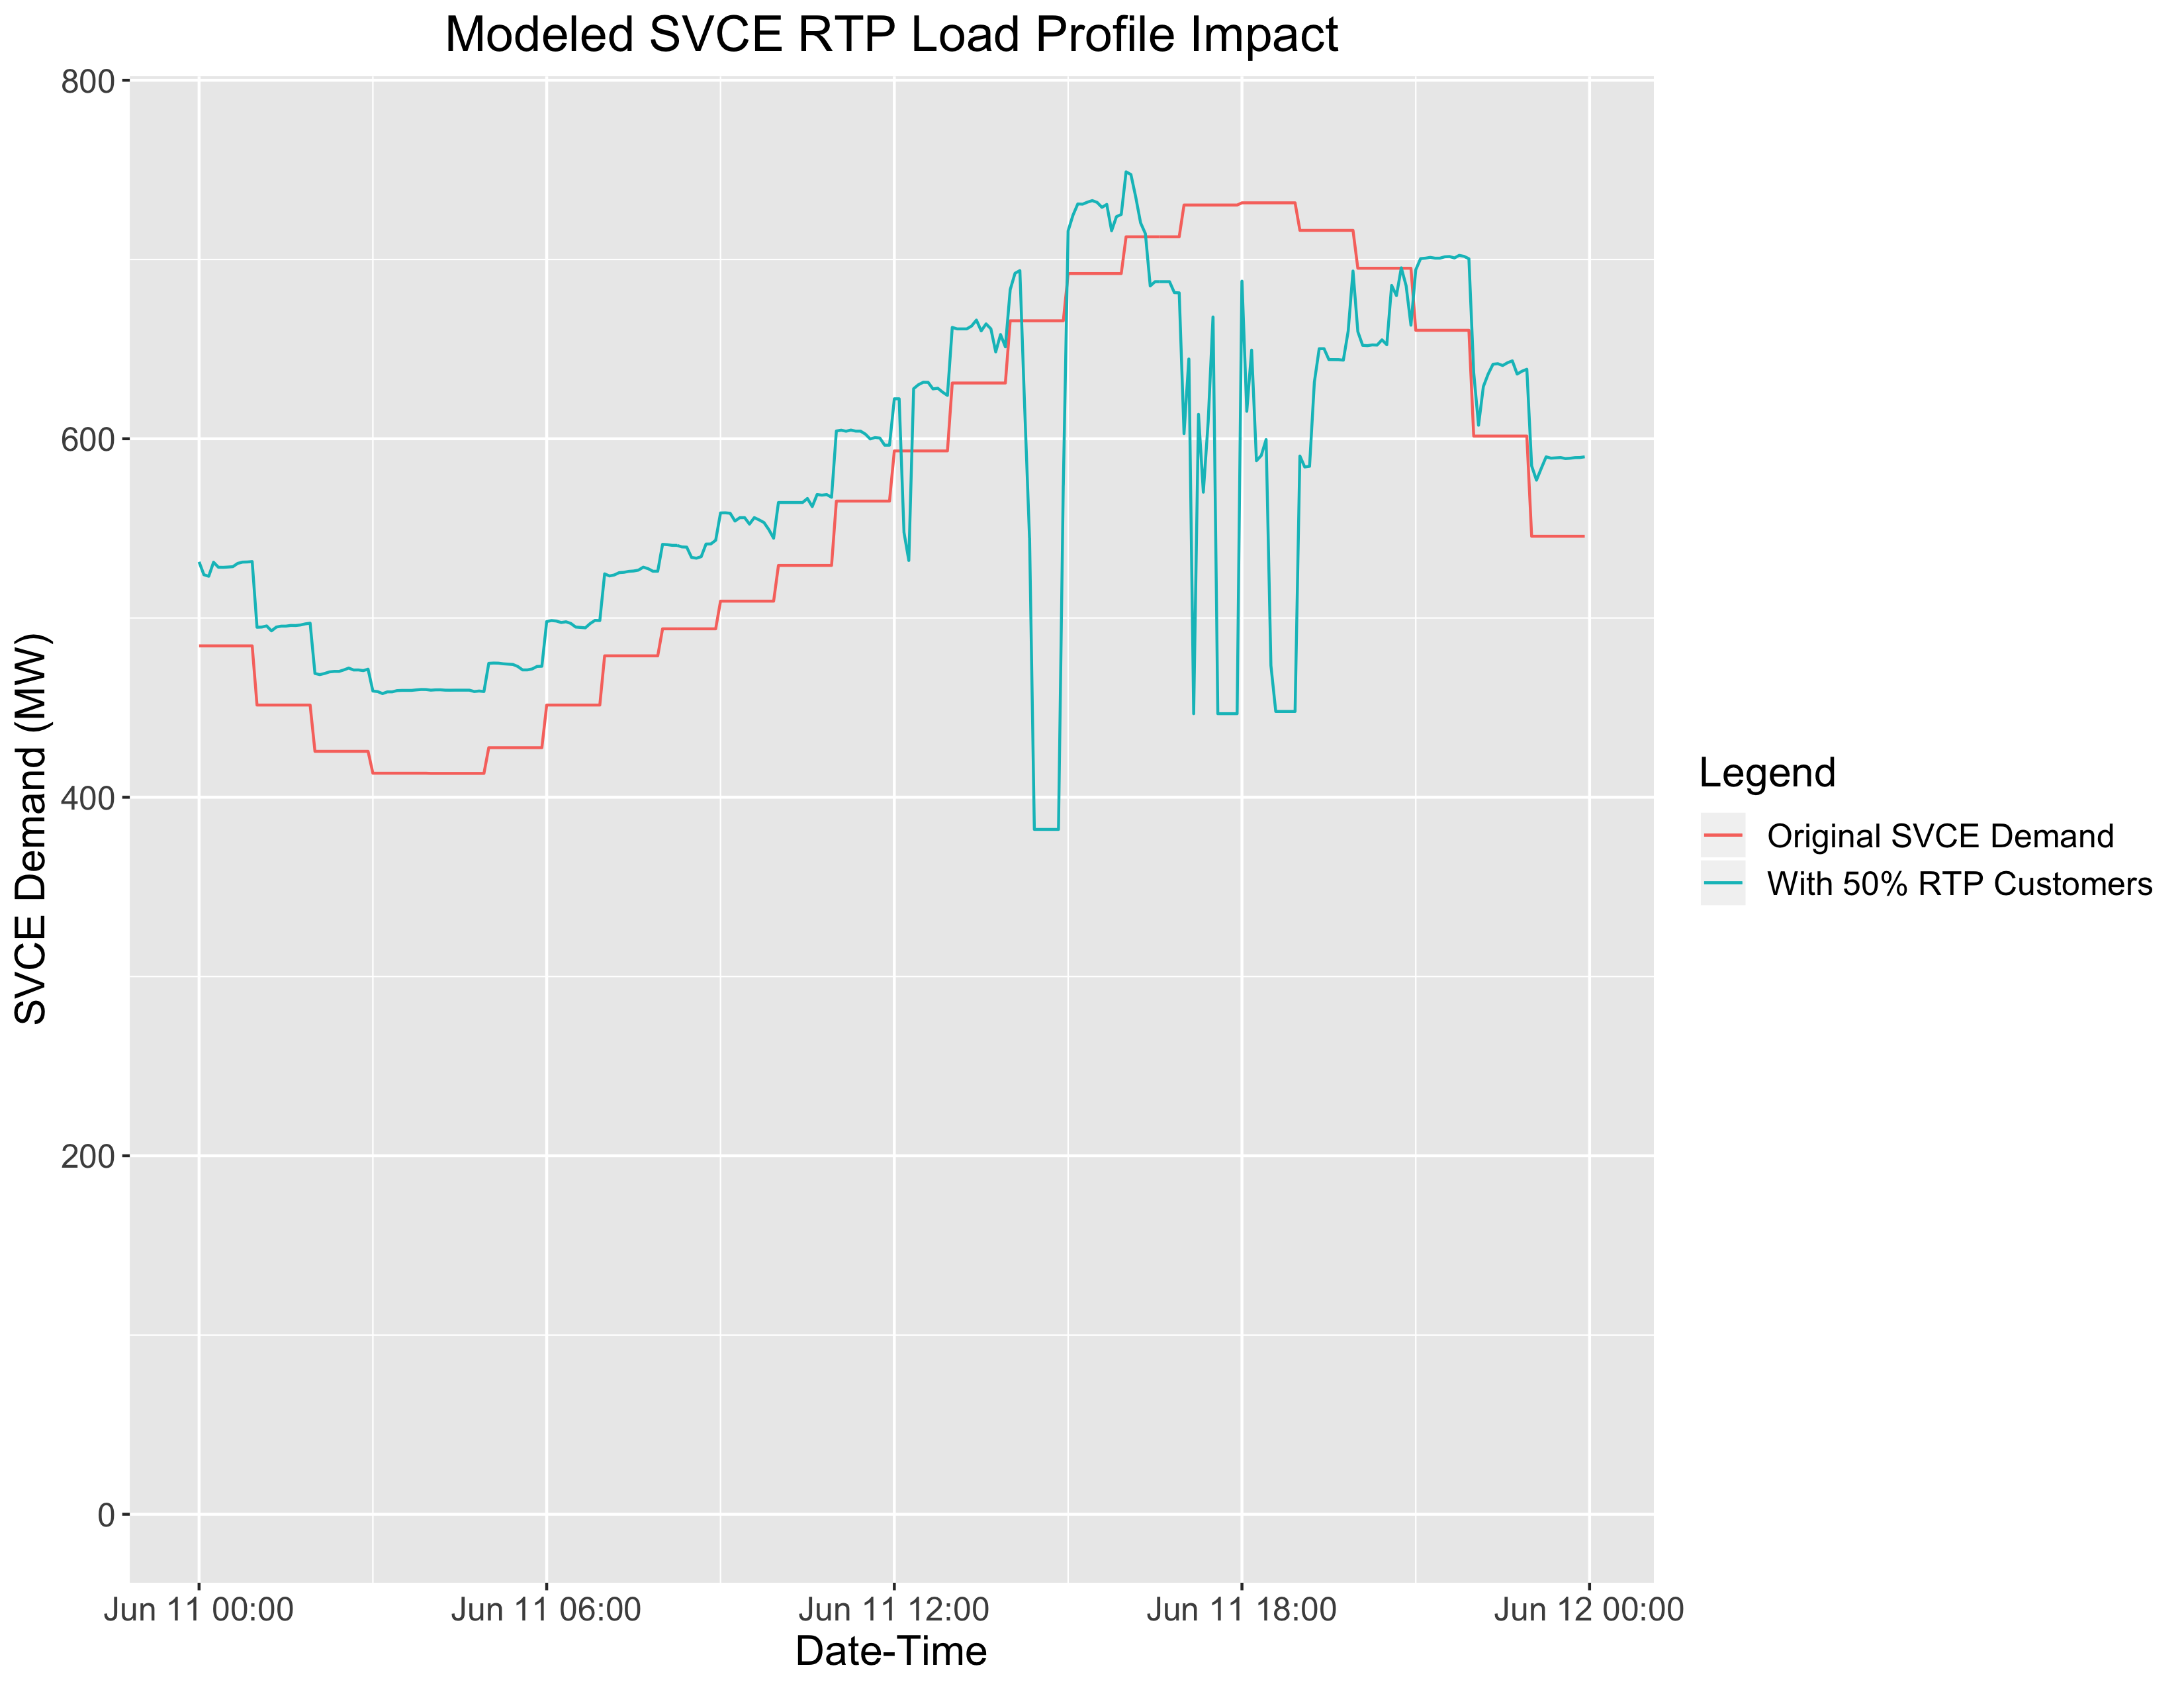 Modeled SVCE RTP Load Profile Impact
SVCE Demand (MW)
800
600
400
200
0
Jun 11 00:00
Jun 11 06:00
Jun 11 12:00
Jun 11 18:00
Jun 12 00:00
Date-Time
Legend
Original SVCE Demand
With 50% RTP Customers